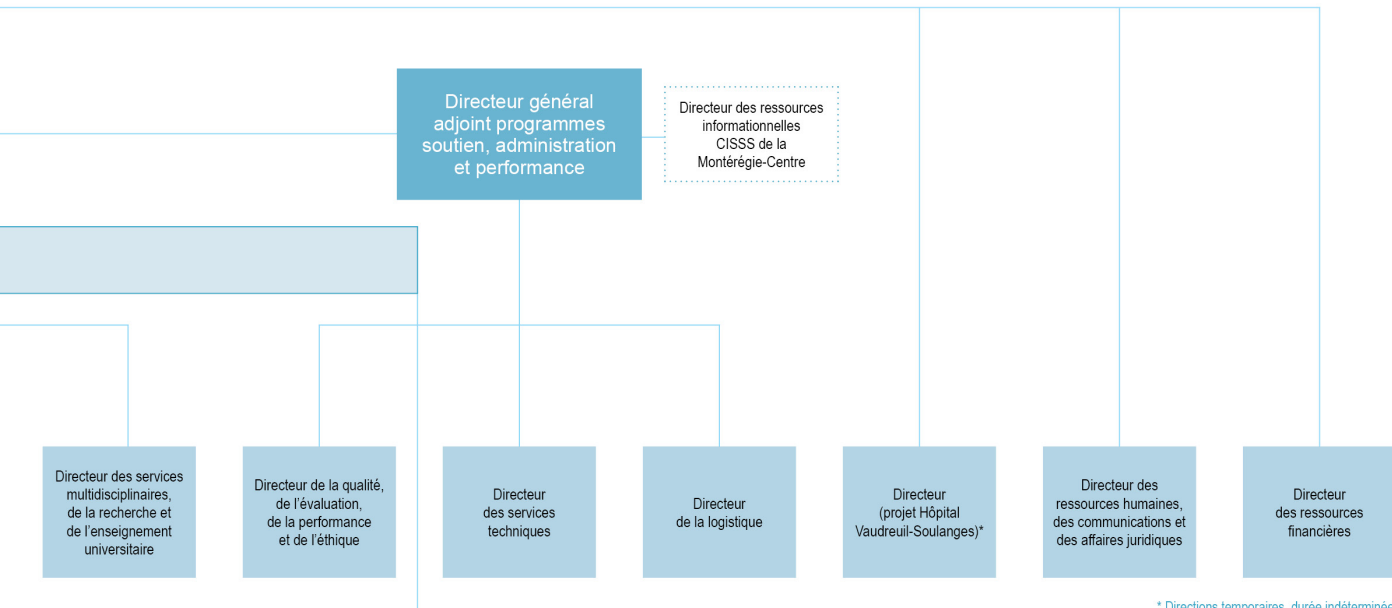 Directeur général
adjoint programmes
soutien, administration
et performance
Directeur des ressources
informationnelles
CISSS de la
Montérégie-Centre
Directeur des services
multidisciplinaires,
de la recherche et
de l'enseignement
universitaire
Directeur de la qualité,
de l'évaluation,
de la performance
et de l'éthique
Directeur
des services
techniques
Directeur
de la logistique
Directeur
(projet Hôpital
Vaudreuil-Soulanges)*
Directeur des
ressources humaines,
des communications et
des affaires juridiques
Directeur
des ressources
financières
* Directions temporaires, durée indéterminée